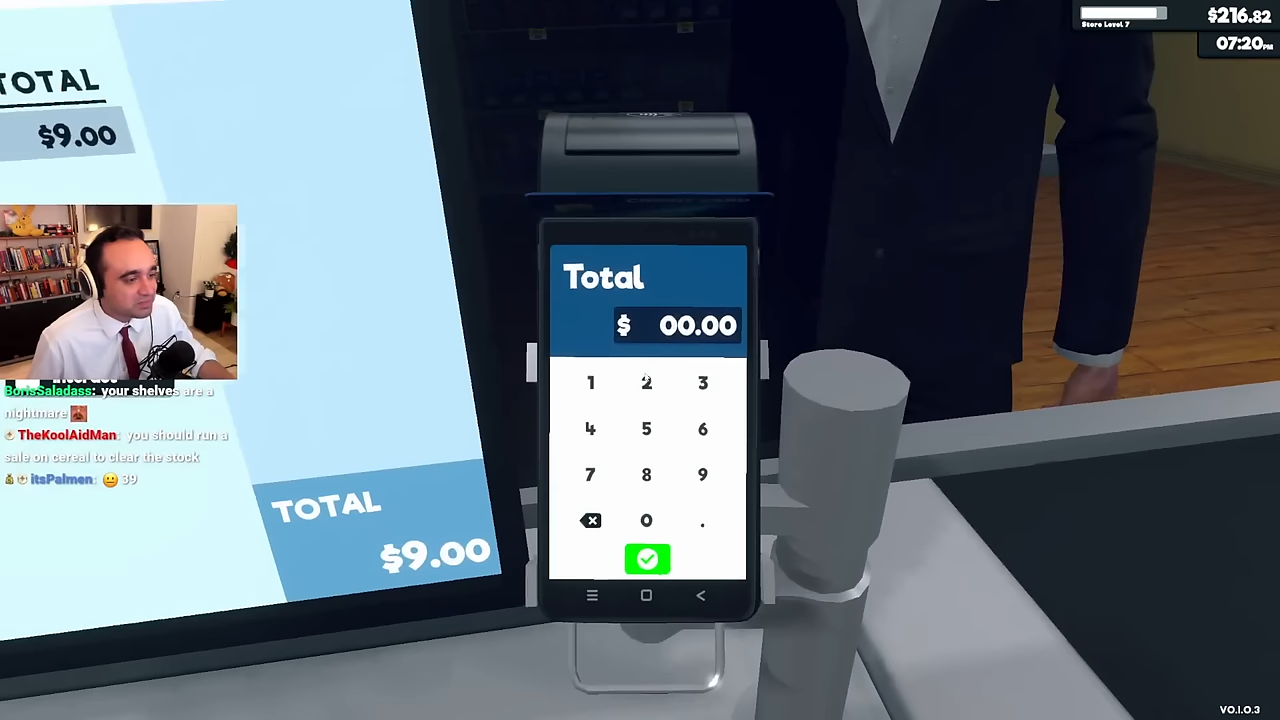 TOTAL
$9.00
$216.82
Store Level 7
07:20PM
Total
$ 00.00
1 2 3
4 5 6
7 8 9
0 .
TOTAL
$9.00
BorisSaladass: your shelves are a
nightmare
TheKoolAidMan: you should run a
sale on cereal to clear the stock
itsPalmen: 39
V0.1.0.3